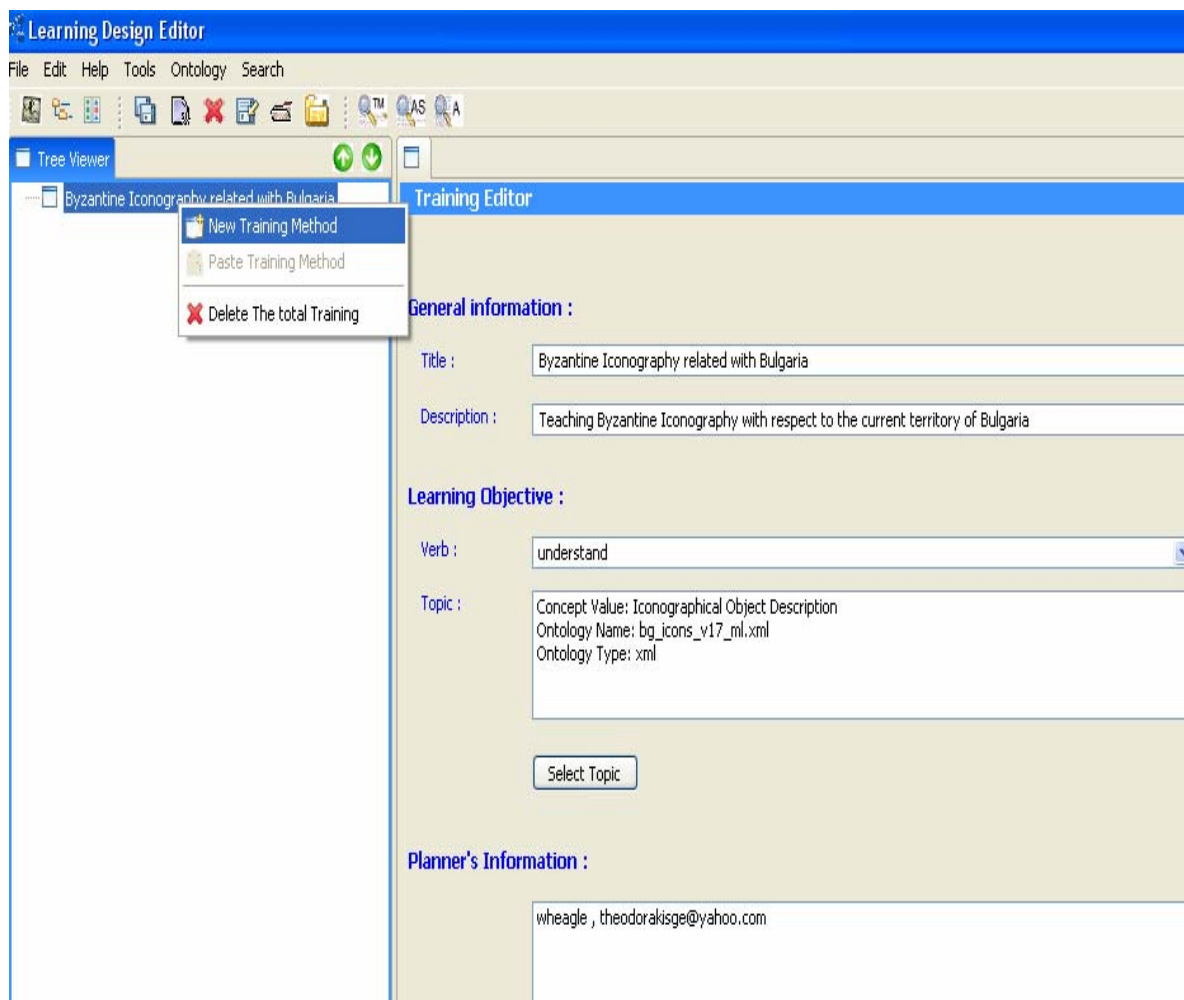 Learning Design Editor
File Edit Help Tools Ontology Search
TM AS A
Tree Viewer
Byzantine Iconography related with Bulgaria
New Training Method
Paste Training Method
Delete The total Training
Training Editor
General information :
Title : Byzantine Iconography related with Bulgaria
Description : Teaching Byzantine Iconography with respect to the current territory of Bulgaria
Learning Objective :
Verb : understand
Topic : Concept Value: Iconographical Object Description
Ontology Name: bg_icons_v17_ml.xml
Ontology Type: xml
Select Topic
Planner's Information :
wheagle , theodorakisge@yahoo.com